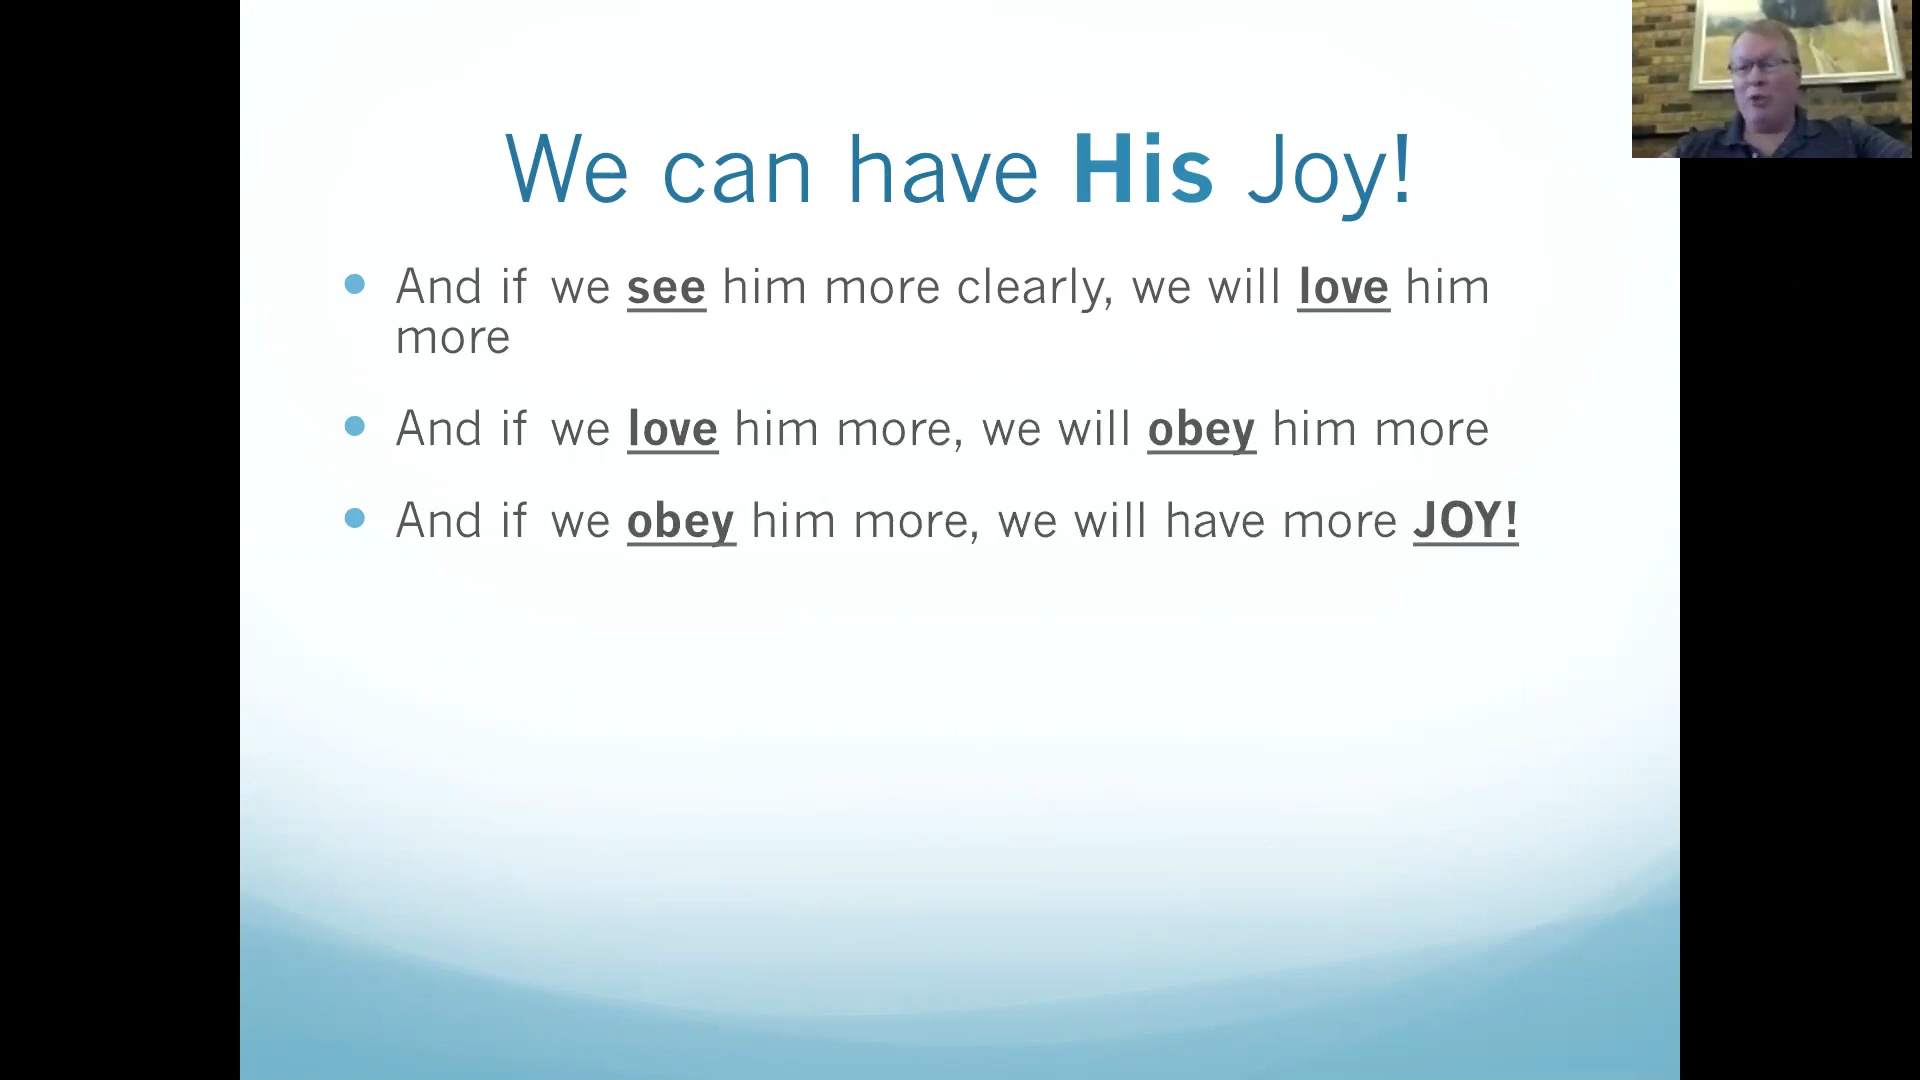 We can have His Joy!
And if we see him more clearly, we will love him
more
And if we love him more, we will obey him more
And if we obey him more, we will have more JOY!